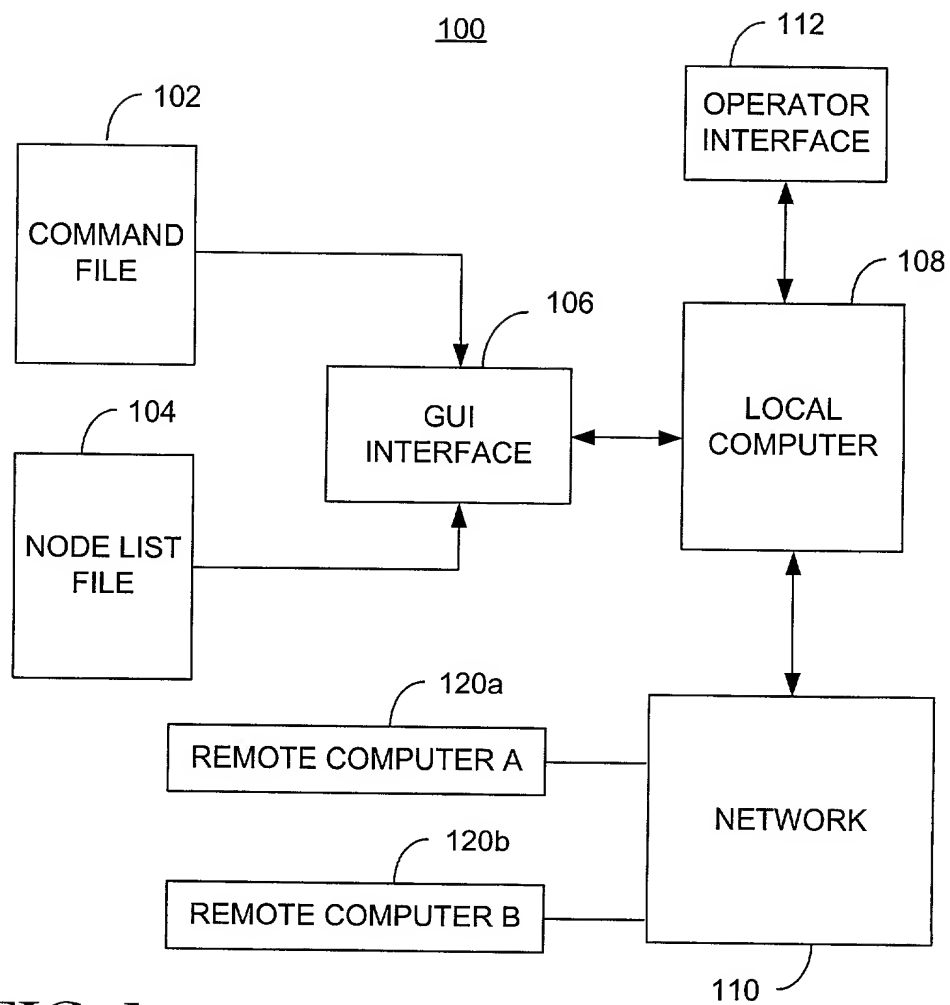 100
112
OPERATOR
INTERFACE
102
COMMAND
FILE
108
LOCAL
COMPUTER
106
GUI
INTERFACE
104
NODE LIST
FILE
120a
REMOTE COMPUTER A
NETWORK
120b
REMOTE COMPUTER B
110